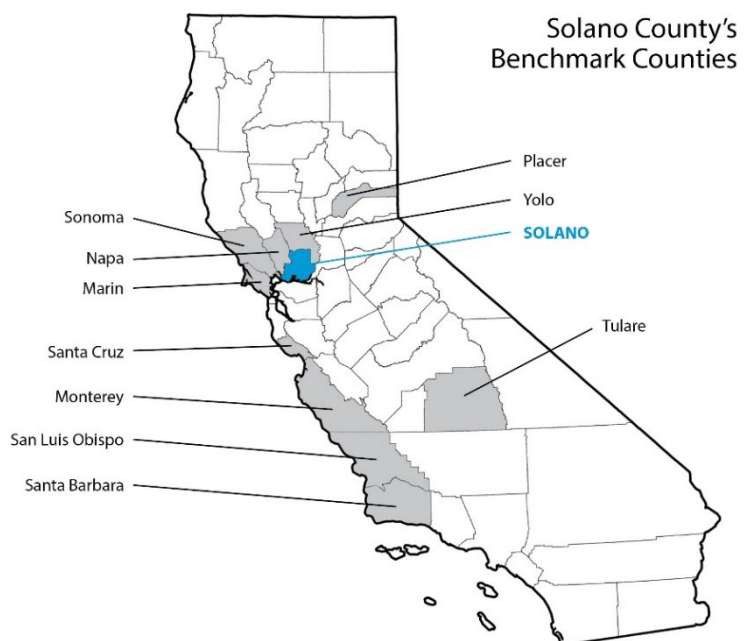 Solano County's
Benchmark Counties
Placer
Yolo
SOLANO
Sonoma
Napa
Marin
Tulare
Santa Cruz
Monterey
San Luis Obispo
Santa Barbara